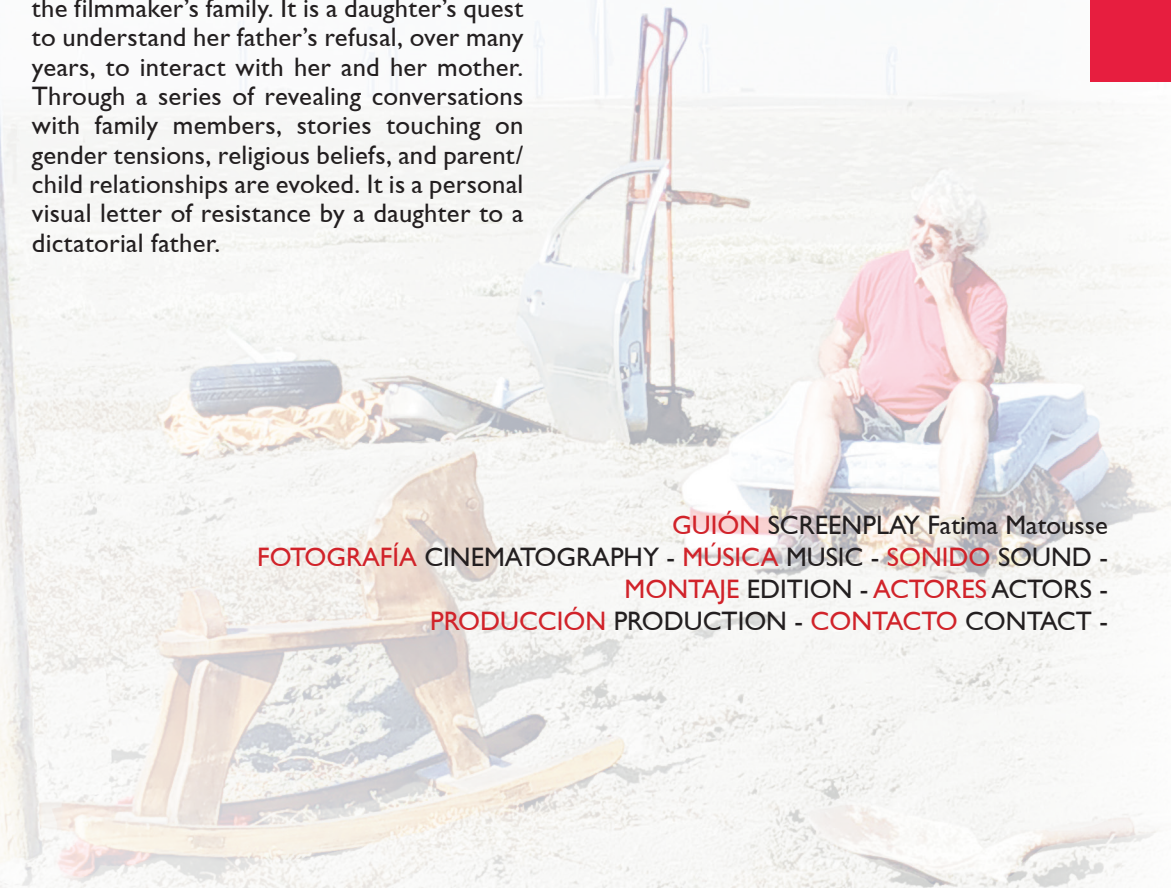 the filmmaker’s family. It is a daughter’s quest
to understand her father’s refusal, over many
years, to interact with her and her mother.
Through a series of revealing conversations
with family members, stories touching on
gender tensions, religious beliefs, and parent/
child relationships are evoked. It is a personal
visual letter of resistance by a daughter to a
dictatorial father.
GUIÓN SCREENPLAY Fatima Matousse
FOTOGRAFÍA CINEMATOGRAPHY - MÚSICA MUSIC - SONIDO SOUND -
MONTAJE EDITION - ACTORES ACTORS -
PRODUCCIÓN PRODUCTION - CONTACTO CONTACT -